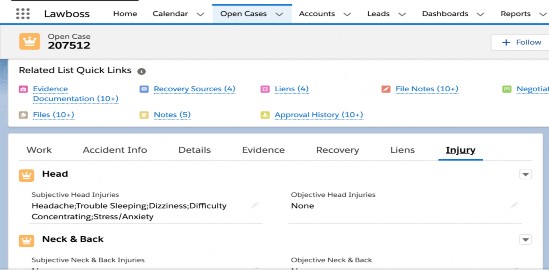 Lawboss Home Calendar Open Cases Accounts Leads Dashboards Reports
Open Case
207512
+ Follow
Related List Quick Links
Evidence
Documentation (10+)
Recovery Sources (4)
Liens (4)
File Notes (10+)
Negotiat
Files (10+)
Notes (5)
Approval History (10+)
Work Accident Info Details Evidence Recovery Liens Injury
Head
Subjective Head Injuries
Headache;Trouble Sleeping;Dizziness;Difficulty
Concentrating;Stress/Anxiety
Objective Head Injuries
None
Neck & Back
Subjective Neck & Back Injuries
Objective Neck & Back